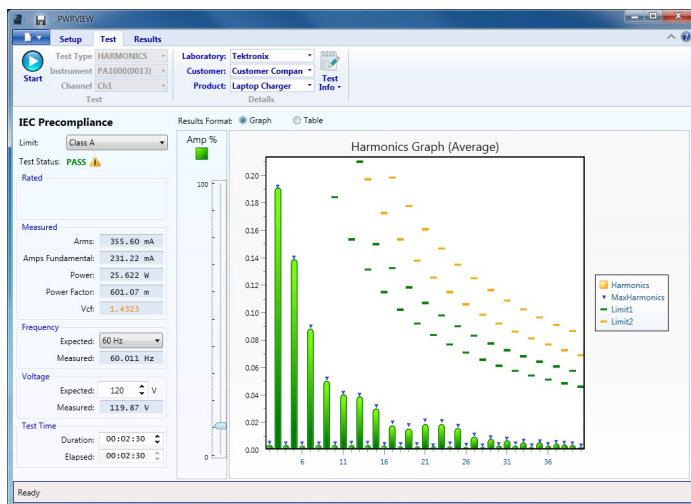 PWRVIEW
Setup Test Results
Start
Test Type HARMONICS
Instrument PA1000(0013)
Channel Ch1
Test
Laboratory: Tektronix
Customer: Customer Compan
Product: Laptop Charger
Test Info
Details
IEC Precompliance
Limit: Class A
Test Status: PASS
Rated
Measured
Arms: 355.60 mA
Amps Fundamental: 231.22 mA
Power: 25.622 W
Power Factor: 601.07 m
Vcf: 1.4323
Frequency
Expected: 60 Hz
Measured: 60.011 Hz
Voltage
Expected: 120 V
Measured: 119.87 V
Test Time
Duration: 00:02:30
Elapsed: 00:02:30
Results Format: Graph Table
Amp %
100
0
Harmonics Graph (Average)
0.20
0.18
0.16
0.14
0.12
0.10
0.08
0.06
0.04
0.02
0.00
6 11 16 21 26 31 36
Harmonics
MaxHarmonics
Limit1
Limit2
Ready